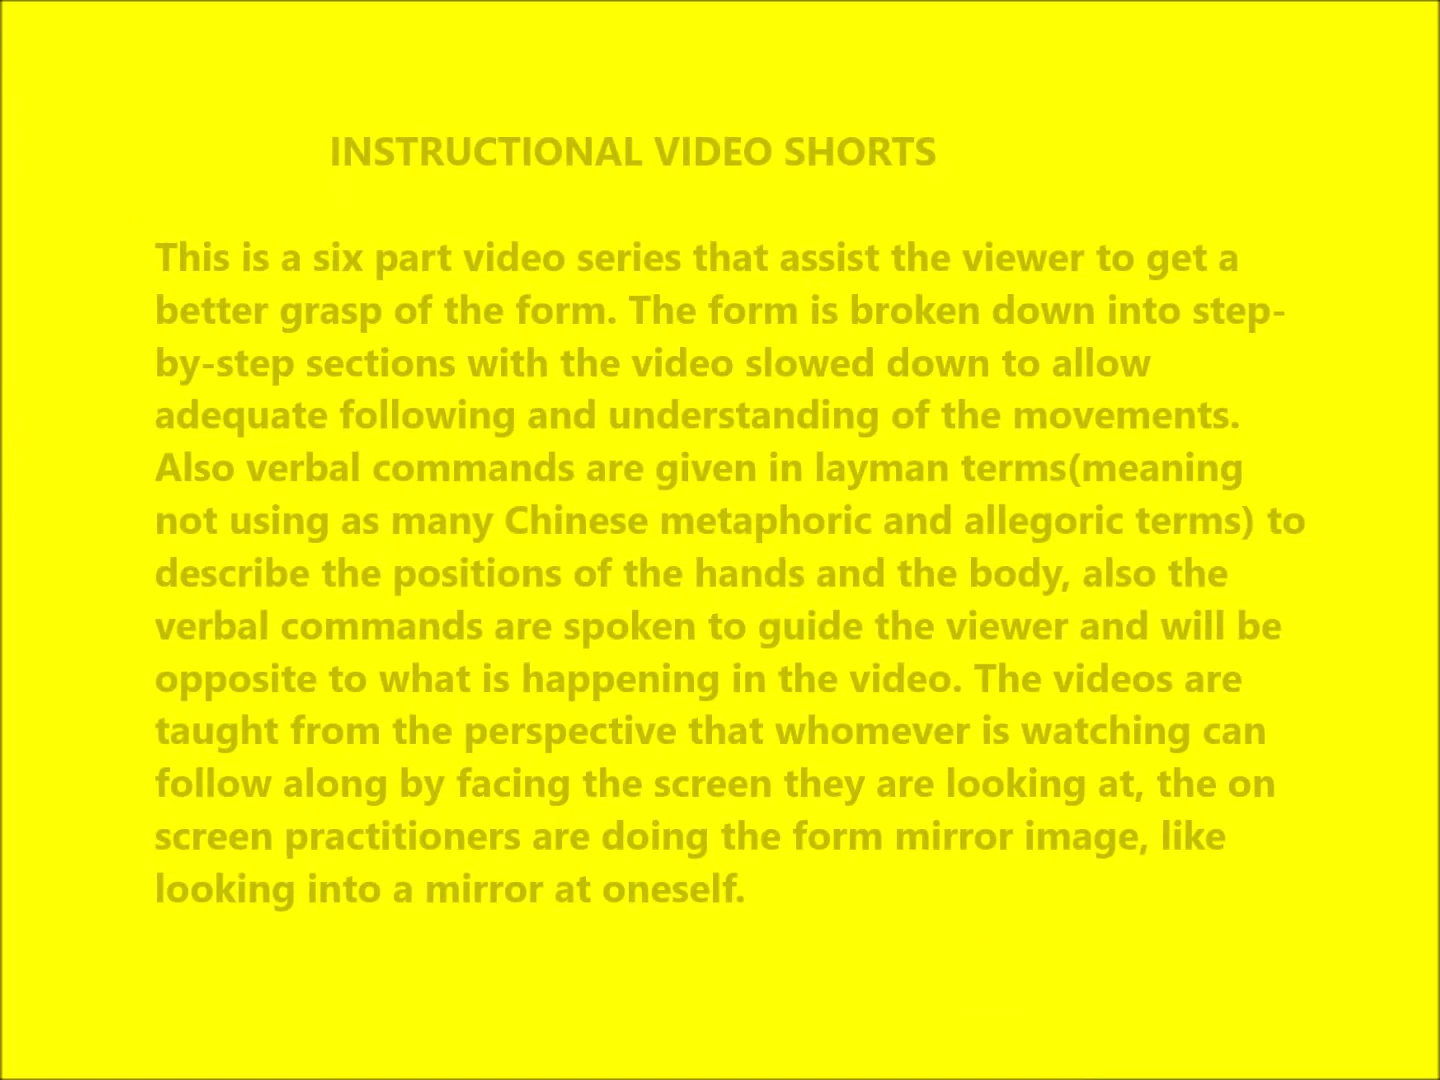 INSTRUCTIONAL VIDEO SHORTS
This is a six part video series that assist the viewer to get a
better grasp of the form. The form is broken down into step-
by-step sections with the video slowed down to allow
adequate following and understanding of the movements.
Also verbal commands are given in layman terms(meaning
not using as many Chinese metaphoric and allegoric terms) to
describe the positions of the hands and the body, also the
verbal commands are spoken to guide the viewer and will be
opposite to what is happening in the video. The videos are
taught from the perspective that whomever is watching can
follow along by facing the screen they are looking at, the on
screen practitioners are doing the form mirror image, like
looking into a mirror at oneself.